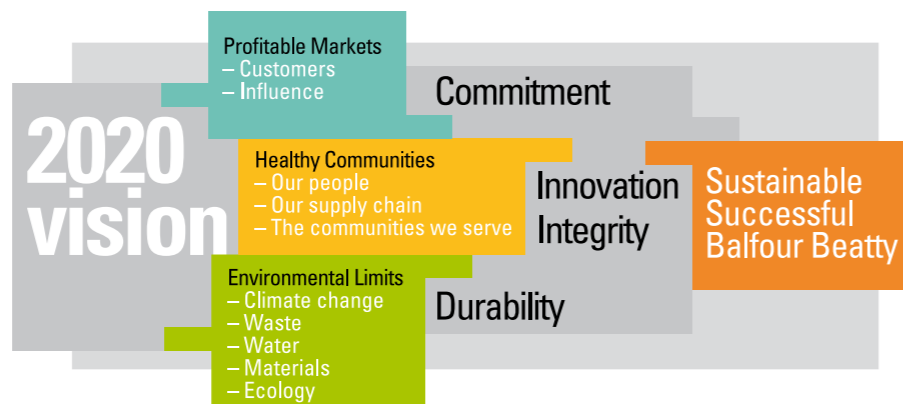 2020
vision
Profitable Markets
– Customers
– Influence
Healthy Communities
– Our people
– Our supply chain
– The communities we serve
Environmental Limits
– Climate change
– Waste
– Water
– Materials
– Ecology
Commitment
Innovation
Integrity
Durability
Sustainable
Successful
Balfour Beatty